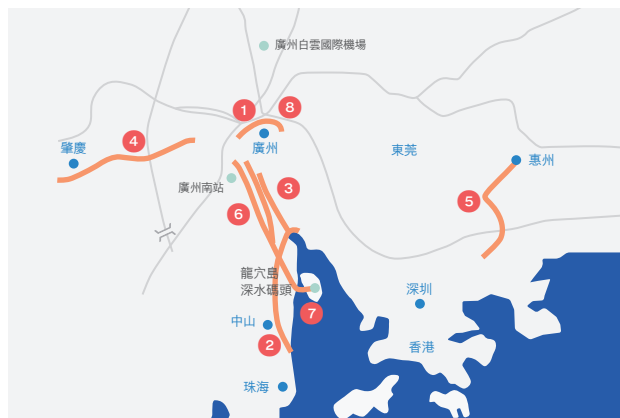 廣州白雲國際機場
1
8
4
肇慶
廣州
東莞
惠州
廣州南站
3
5
6
龍穴島
深水碼頭
深圳
7
中山
2
香港
珠海